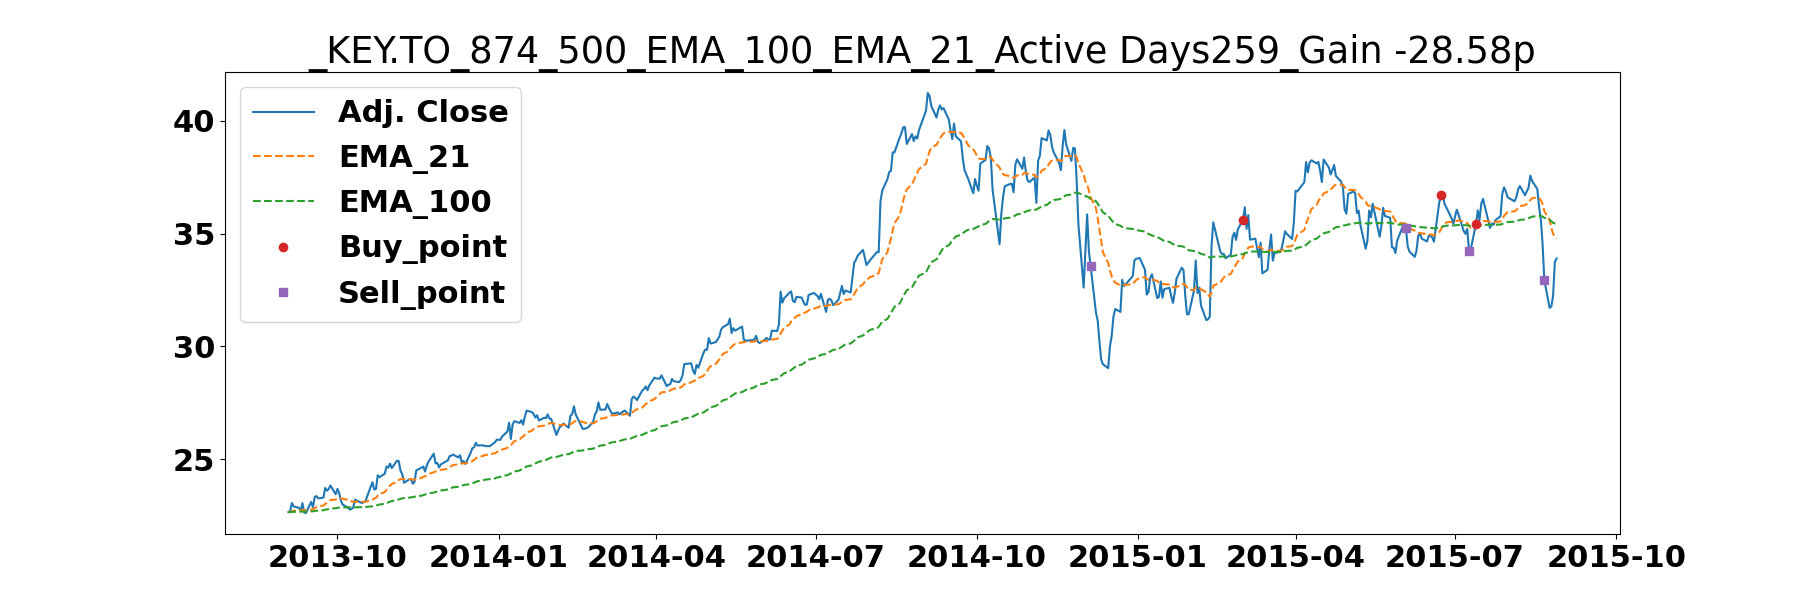 _KEY.TO_874_500_EMA_100_EMA_21_Active Days259_Gain -28.58p
40
35
30
25
Adj. Close
EMA_21
EMA_100
Buy_point
Sell_point
2013-10 2014-01 2014-04 2014-07 2014-10 2015-01 2015-04 2015-07 2015-10